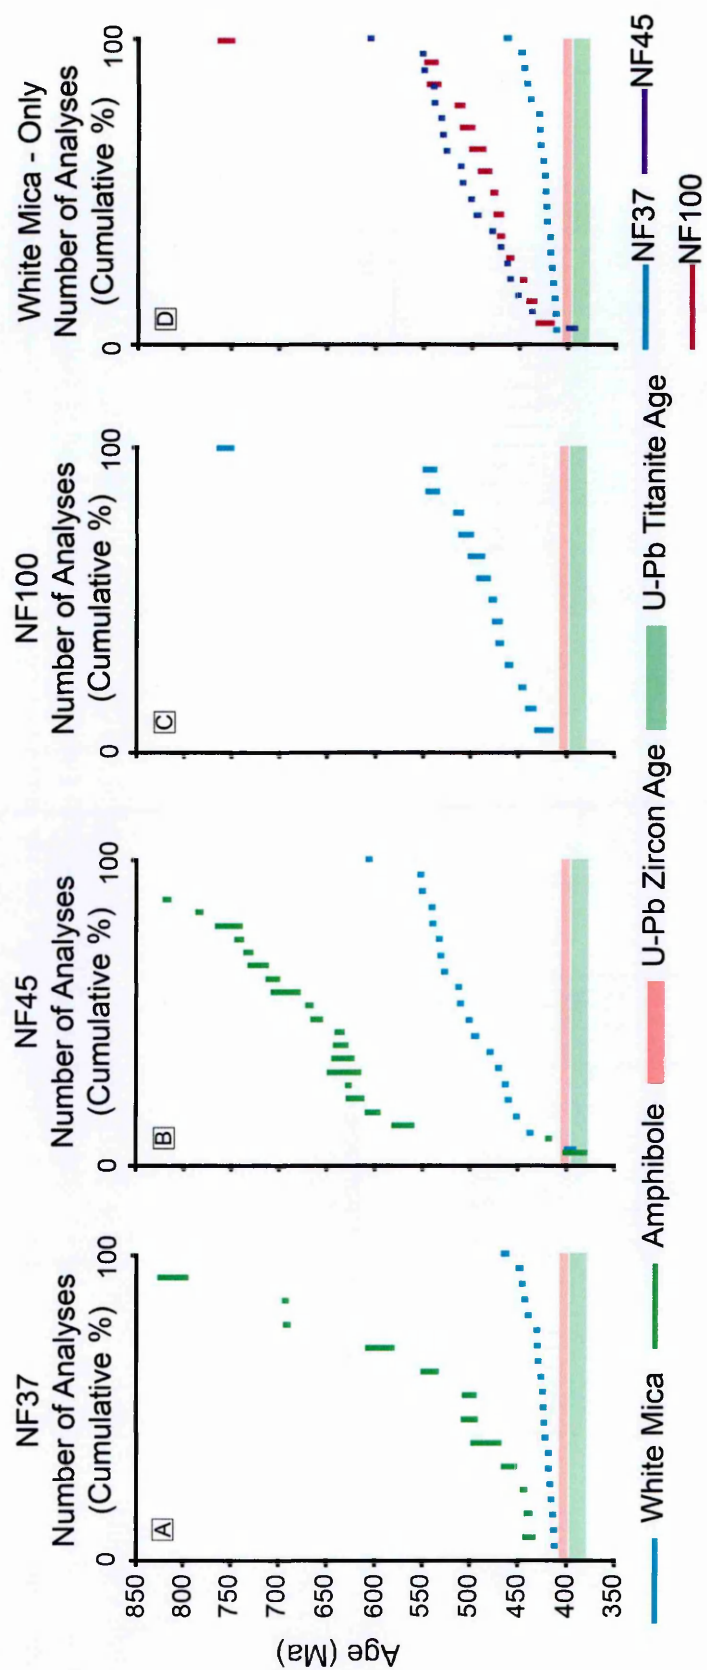 NF37
Number of Analyses
(Cumulative %)
0
100
A
NF45
Number of Analyses
(Cumulative %)
0
100
B
NF100
Number of Analyses
(Cumulative %)
0
100
C
White Mica - Only
Number of Analyses
(Cumulative %)
0
100
D
850
800
750
700
650
600
550
500
450
400
350
Age (Ma)
White Mica
Amphibole
U-Pb Zircon Age
U-Pb Titanite Age
NF37
NF45
NF100